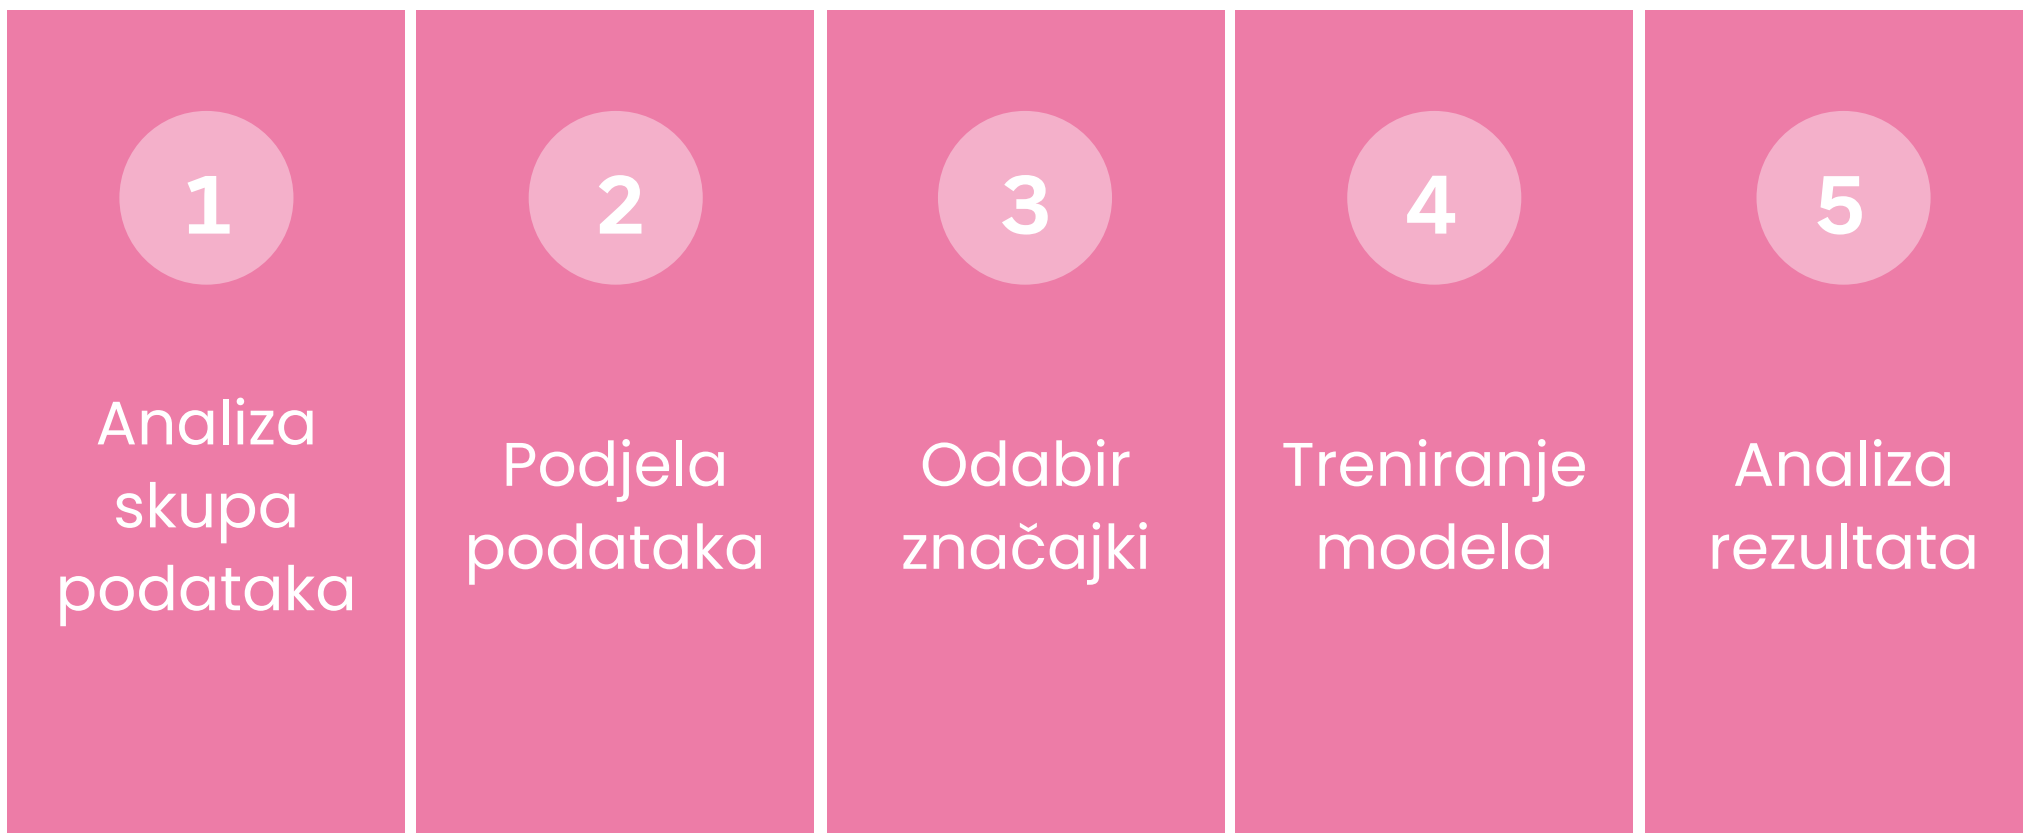 1
Analiza
skupa
podataka
2
Podjela
podataka
3
Odabir
značajki
4
Treniranje
modela
5
Analiza
rezultata